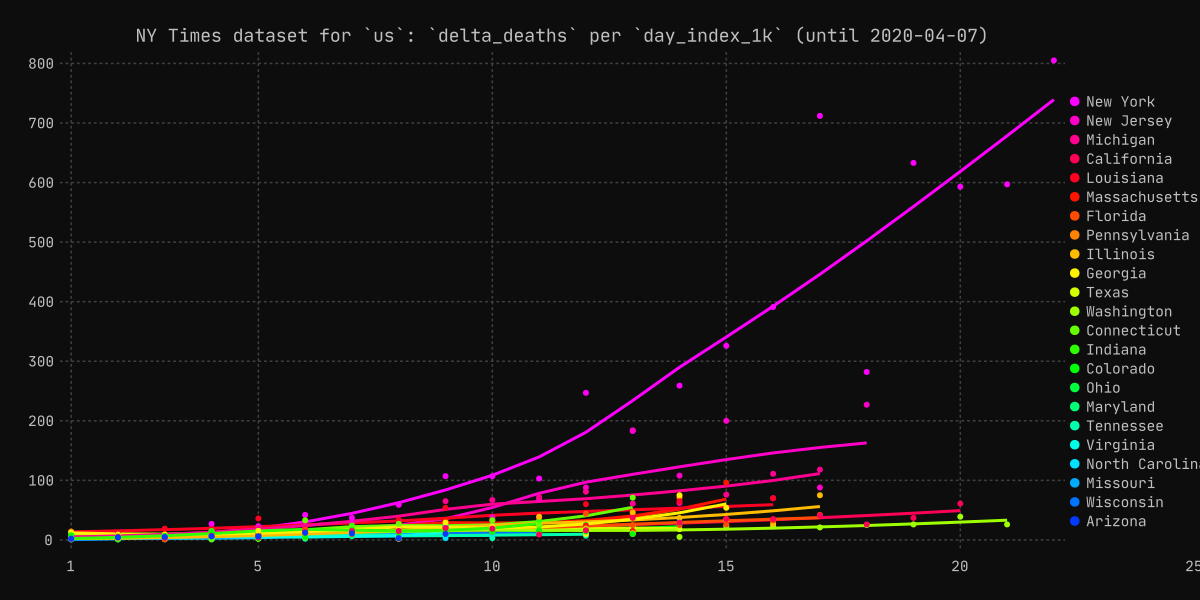 NY Times dataset for `us`: `delta_deaths` per `day_index_1k` (until 2020-04-07)
800
700
600
500
400
300
200
100
0
1
5
10
15
20
25
New York
New Jersey
Michigan
California
Louisiana
Massachusetts
Florida
Pennsylvania
Illinois
Georgia
Texas
Washington
Connecticut
Indiana
Colorado
Ohio
Maryland
Tennessee
Virginia
North Carolina
Missouri
Wisconsin
Arizona